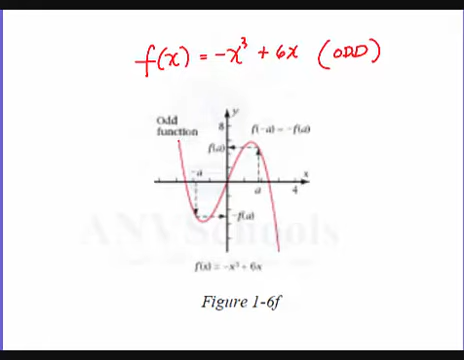 f(x) = -x³ + 6x (ODD)
y
Odd
function
8
f(-a) = -f(a)
f(a)
-a
x
a
4
-f(a)
ANVSchools
f(x) = -x³ + 6x
Figure 1-6f